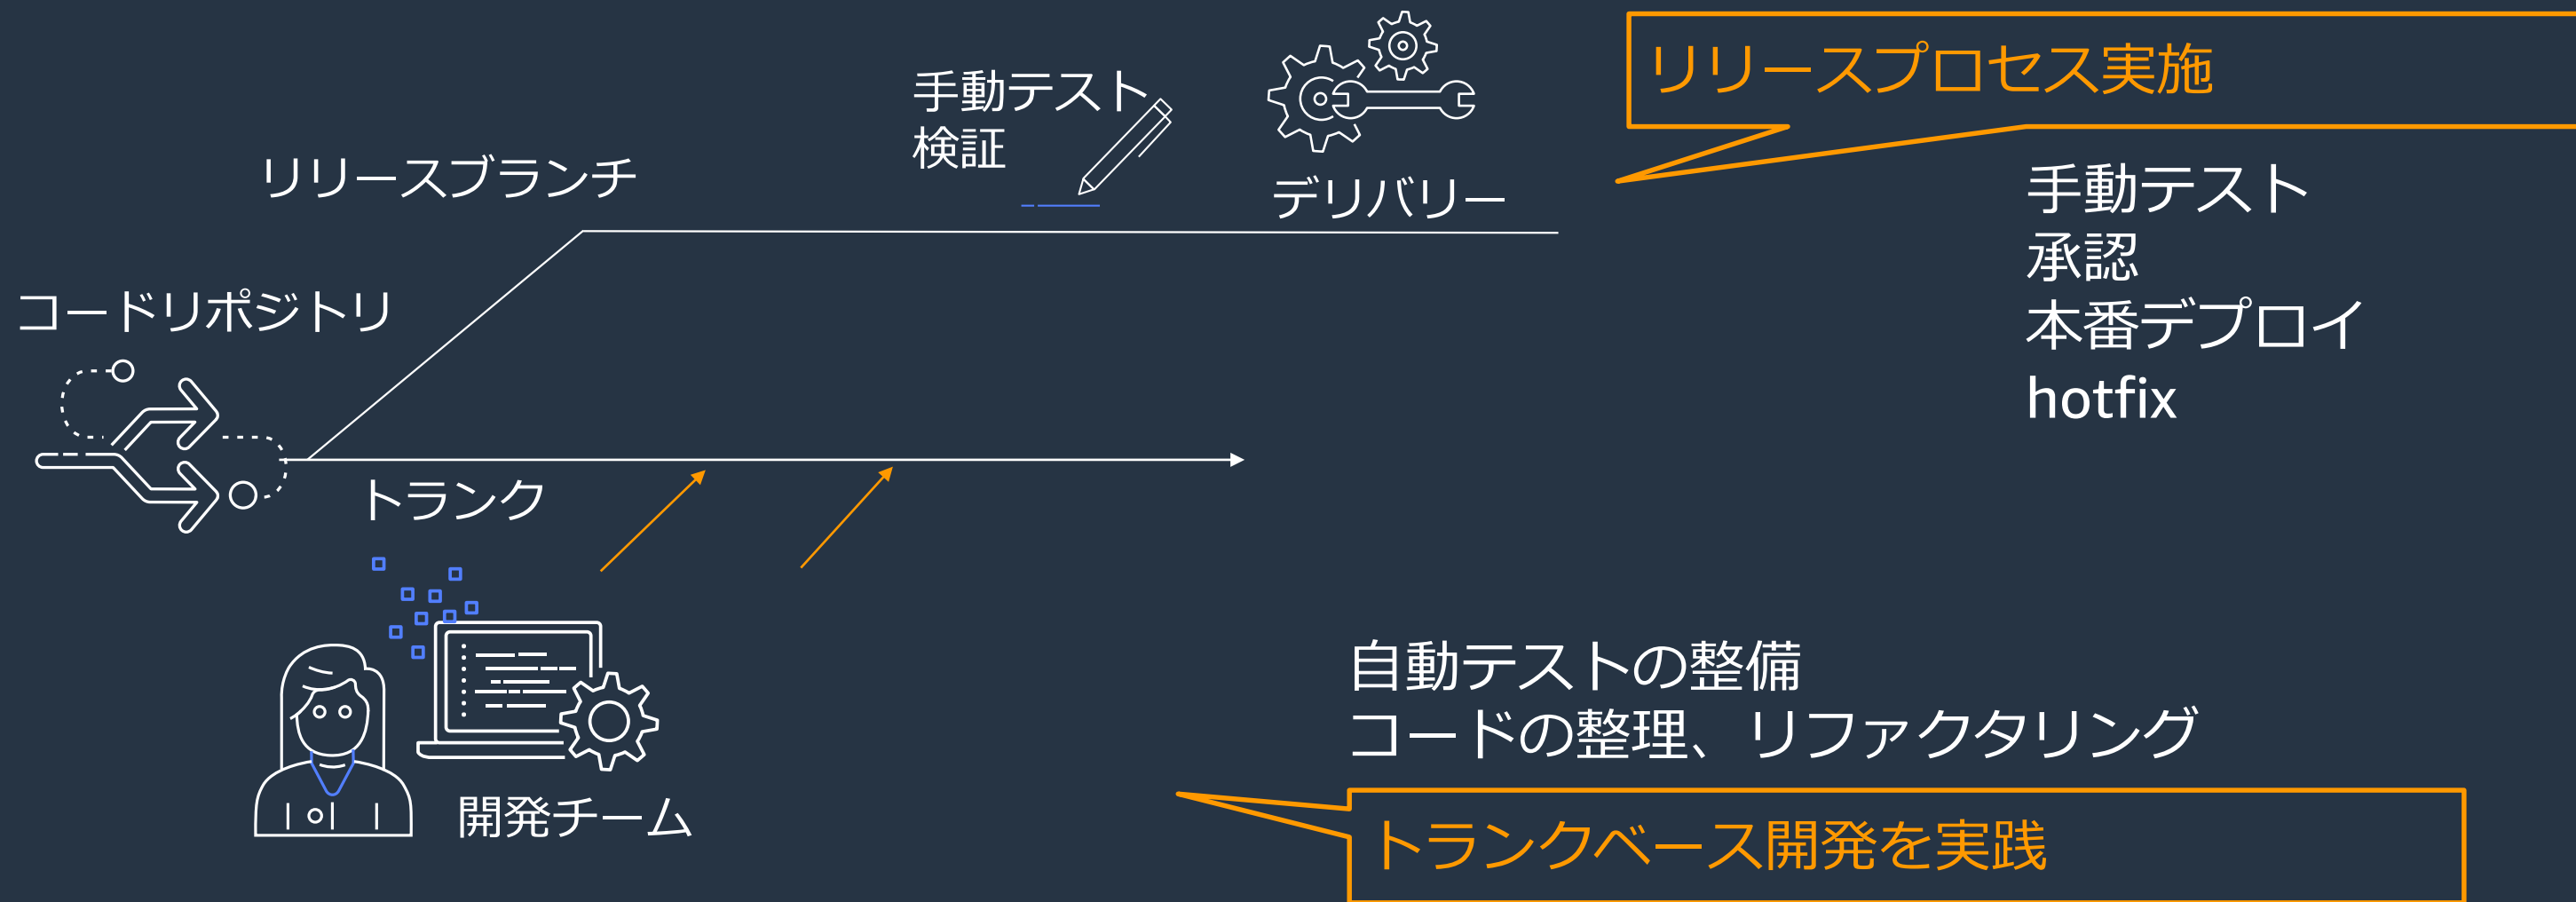 リリースプロセス実施
手動テスト
検証
リリースブランチ
デリバリー
手動テスト
承認
本番デプロイ
hotfix
コードリポジトリ
トランク
自動テストの整備
コードの整理、リファクタリング
開発チーム
トランクベース開発を実践